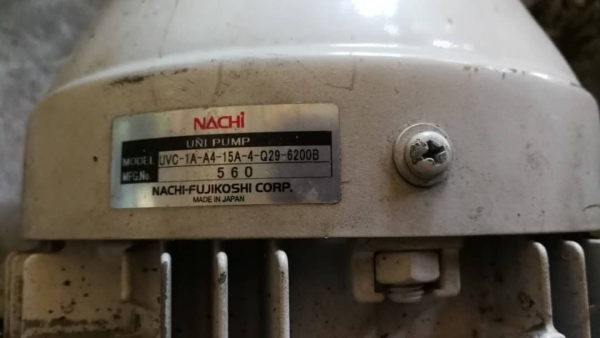 NACHi
UNI PUMP
MODEL UVC-1A-A4-15A-4-Q29-6200B
MFG.No. 560
NACHI-FUJIKOSHI CORP.
MADE IN JAPAN